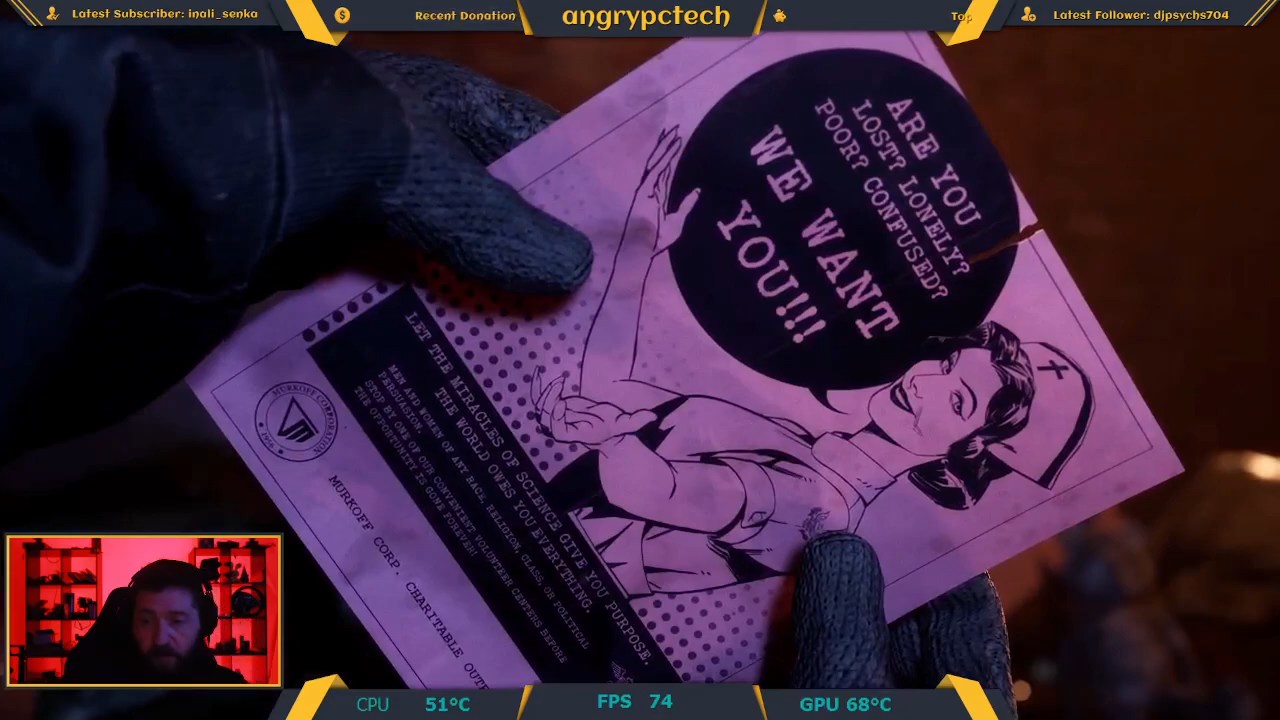 Latest Subscriber: inali_senka
Recent Donation
angrypctech
Top
Latest Follower: djpsychs704
ARE YOU
LOST? LONELY?
POOR? CONFUSED?
WE WANT
YOU!!!
LET THE MIRACLES OF SCIENCE GIVE YOU PURPOSE.
THE WORLD OWES YOU EVERYTHING.
MEN AND WOMEN OF ANY RACE, RELIGION, CLASS, OR POLITICAL
PERSUASION.
STOP BY ONE OF OUR CONVENIENT VOLUNTEER CENTERS BEFORE
THE OPPORTUNITY IS GONE FOREVER!
MURKOFF CORPORATION
1966
MURKOFF CORP. CHARITABLE OUT
CPU 51°C
FPS 74
GPU 68°C